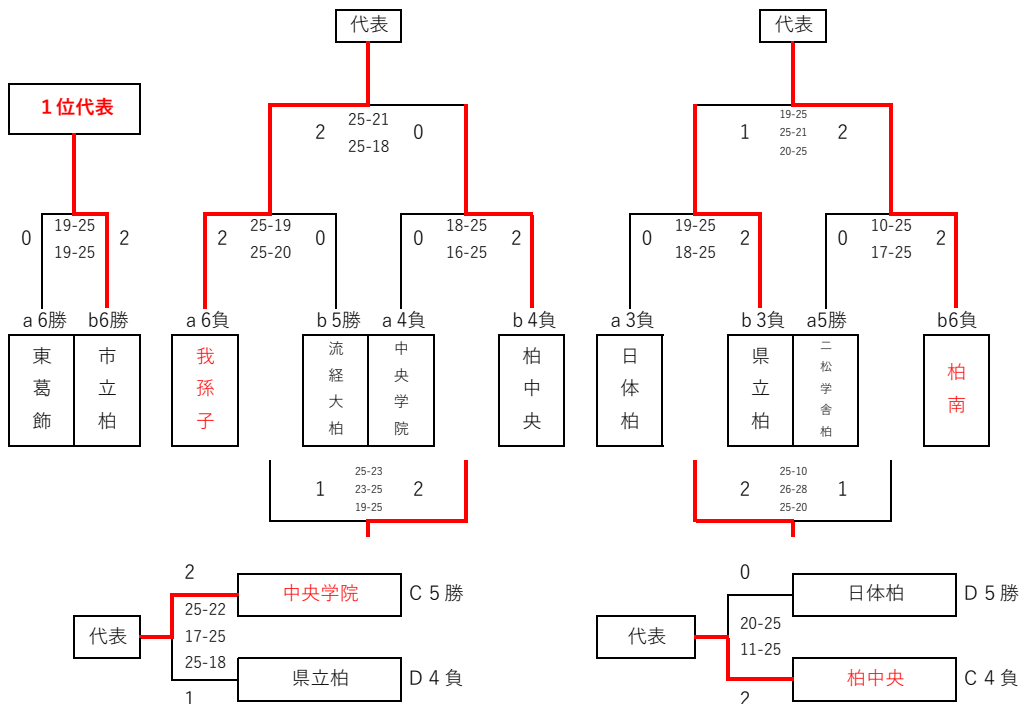 代表
代表
１位代表
2
25-21
25-18
0
1
19-25
25-21
20-25
2
0
19-25
19-25
2
2
25-19
25-20
0
0
18-25
16-25
2
0
19-25
18-25
2
0
10-25
17-25
2
a 6勝
b6勝
a 6負
b 5勝
a 4負
b 4負
a 3負
b 3負
a5勝
b6負
東葛飾
市立柏
我孫子
流経大柏
中央学院
柏中央
日体柏
県立柏
二松学舎柏
柏南
1
25-23
23-25
19-25
2
2
25-10
26-28
25-20
1
2
中央学院
C 5勝
代表
25-22
17-25
25-18
県立柏
D 4負
1
0
日体柏
D 5勝
代表
20-25
11-25
柏中央
C 4負
2